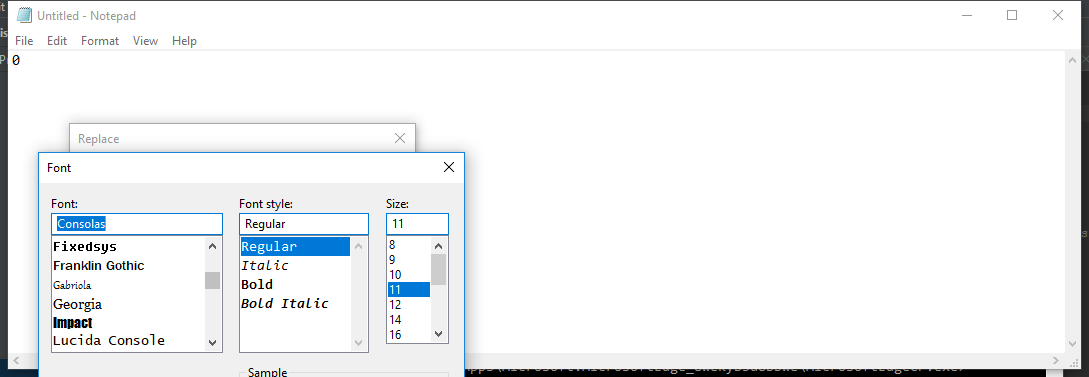 Untitled - Notepad
File Edit Format View Help
0
Replace
Font
Font: Font style: Size:
Consolas Regular 11
Fixedsys Regular 8
Franklin Gothic Italic 9
Gabriola Bold 10
Georgia Bold Italic 11
Impact 12
Lucida Console 14
16
Sample